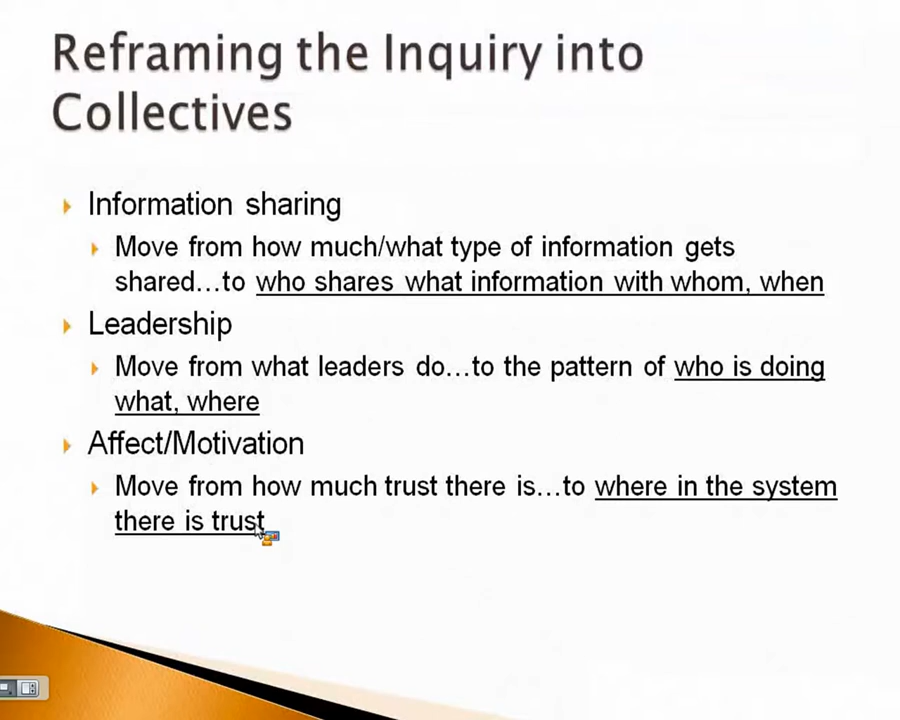 Reframing the Inquiry into
Collectives
Information sharing
Move from how much/what type of information gets
shared...to who shares what information with whom, when
Leadership
Move from what leaders do...to the pattern of who is doing
what, where
Affect/Motivation
Move from how much trust there is...to where in the system
there is trust